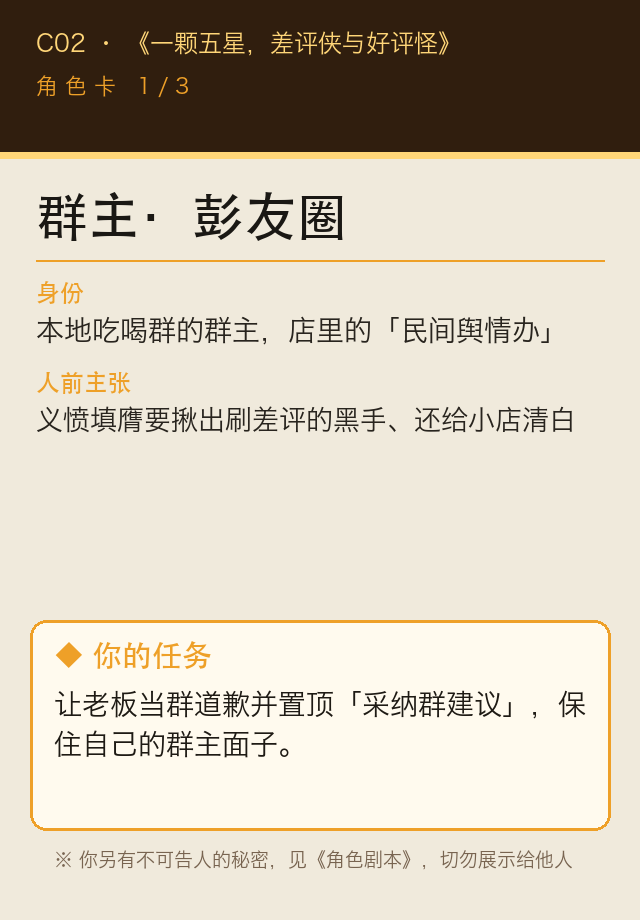 C02 · 《一颗五星，差评侠与好评怪》
角色卡 1/3
群主· 彭友圈
身份
本地吃喝群的群主，店里的「民间舆情办」
人前主张
义愤填膺要揪出刷差评的黑手、还给小店清白
◆ 你的任务
让老板当群道歉并置顶「采纳群建议」，保
住自己的群主面子。
※ 你另有不可告人的秘密，见《角色剧本》，切勿展示给他人